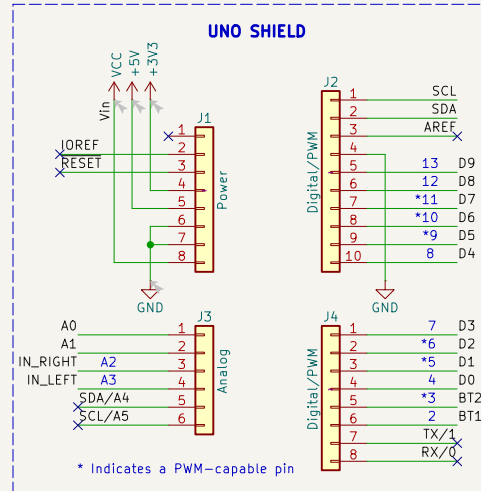 UNO SHIELD
VCC
+5V
+3V3
Vin
J1
1
IOREF 2
RESET 3
4
5
6
7
8
Power
GND
J2
1 SCL
2 SDA
3 AREF
4
5 13 D9
6 12 D8
7 *11 D7
8 *10 D6
9 *9 D5
10 8 D4
Digital/PWM
GND
J3
A0 1
A1 2
IN_RIGHT A2 3
IN_LEFT A3 4
SDA/A4 5
SCL/A5 6
Analog
J4
1 7 D3
2 *6 D2
3 *5 D1
4 4 D0
5 *3 BT2
6 2 BT1
7 TX/1
8 RX/0
Digital/PWM
* Indicates a PWM-capable pin